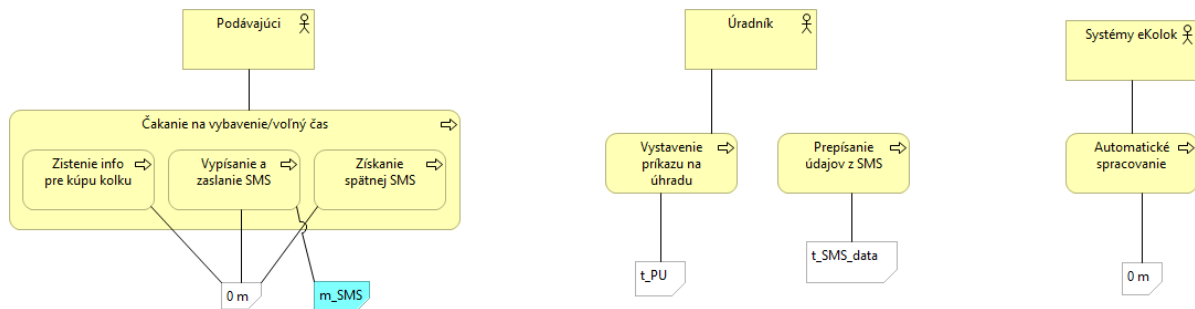 Podávajúci
Úradník
Systémy eKolok
Čakanie na vybavenie/voľný čas
Zistenie info
pre kúpu kolku
Vypísanie a
zaslanie SMS
Získanie
spätnej SMS
Vystavenie
príkazu na
úhradu
Prepísanie
údajov z SMS
Automatické
spracovanie
0 m
m_SMS
t_PU
t_SMS_data
0 m